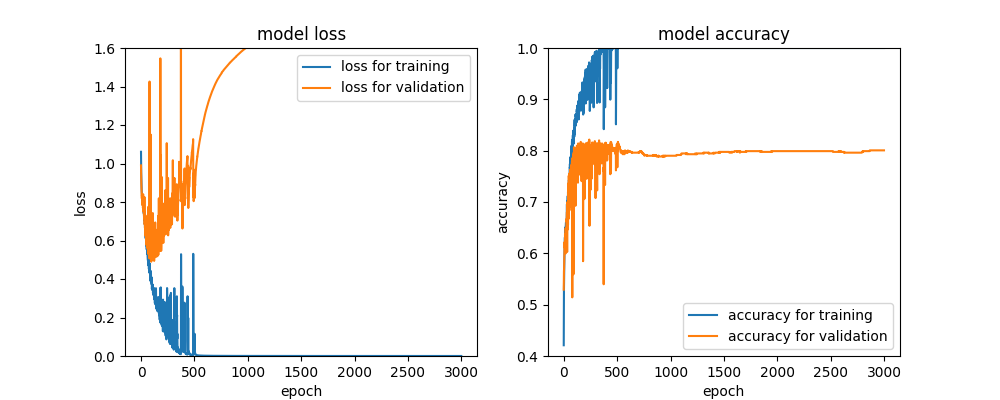 model loss
1.6
1.4
1.2
1.0
0.8
0.6
0.4
0.2
0.0
loss
loss for training
loss for validation
0 500 1000 1500 2000 2500 3000
epoch
model accuracy
1.0
0.9
0.8
0.7
0.6
0.5
0.4
accuracy
accuracy for training
accuracy for validation
0 500 1000 1500 2000 2500 3000
epoch